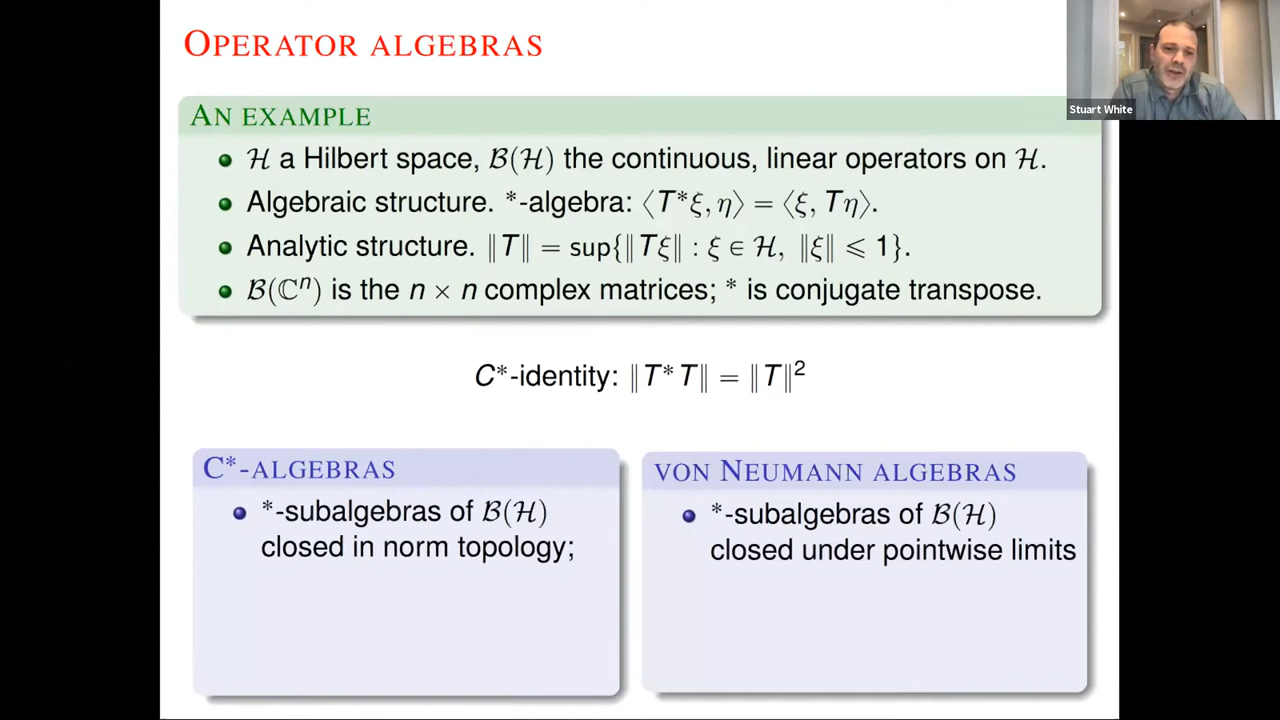 OPERATOR ALGEBRAS
Stuart White
AN EXAMPLE
ℋ a Hilbert space, ℬ(ℋ) the continuous, linear operators on ℋ.
Algebraic structure. *-algebra: ⟨T*ξ, η⟩ = ⟨ξ, Tη⟩.
Analytic structure. ‖T‖ = sup{‖Tξ‖ : ξ ∈ ℋ, ‖ξ‖ ⩽ 1}.
ℬ(ℂⁿ) is the n × n complex matrices; * is conjugate transpose.
C*-identity: ‖T*T‖ = ‖T‖²
C*-ALGEBRAS
*-subalgebras of ℬ(ℋ)
closed in norm topology;
VON NEUMANN ALGEBRAS
*-subalgebras of ℬ(ℋ)
closed under pointwise limits